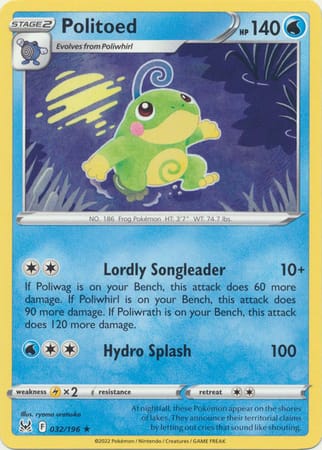 STAGE 2
Politoed
HP 140
Evolves from Poliwhirl
NO. 186 Frog Pokémon HT: 3'7" WT: 74.7 lbs.
Lordly Songleader 10+
If Poliwag is on your Bench, this attack does 60 more
damage. If Poliwhirl is on your Bench, this attack does
90 more damage. If Poliwrath is on your Bench, this attack
does 120 more damage.
Hydro Splash 100
weakness ×2 resistance retreat
Illus. ryoma uratsuka
F 032/196 ★
At nightfall, these Pokémon appear on the shores
of lakes. They announce their territorial claims
by letting out cries that sound like shouting.
©2022 Pokémon / Nintendo / Creatures / GAME FREAK